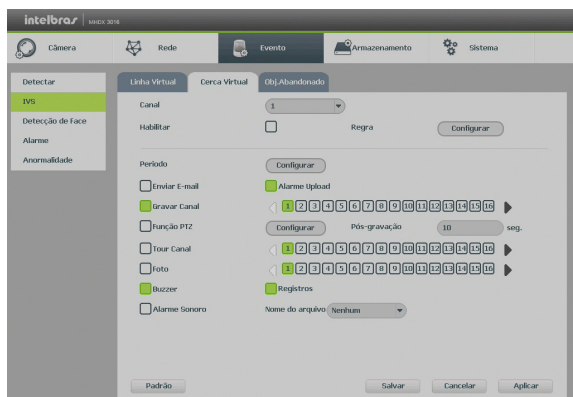 intelbras MHDX 3016
Câmera Rede Evento Armazenamento Sistema
Detectar
IVS
Detecção de Face
Alarme
Anormalidade
Linha Virtual Cerca Virtual Obj.Abandonado
Canal 1
Habilitar Regra Configurar
Período Configurar
Enviar E-mail Alarme Upload
Gravar Canal 1 2 3 4 5 6 7 8 9 10 11 12 13 14 15 16
Função PTZ Configurar Pós-gravação 10 seg.
Tour Canal 1 2 3 4 5 6 7 8 9 10 11 12 13 14 15 16
Foto 1 2 3 4 5 6 7 8 9 10 11 12 13 14 15 16
Buzzer Registros
Alarme Sonoro Nome do arquivo Nenhum
Padrão Salvar Cancelar Aplicar